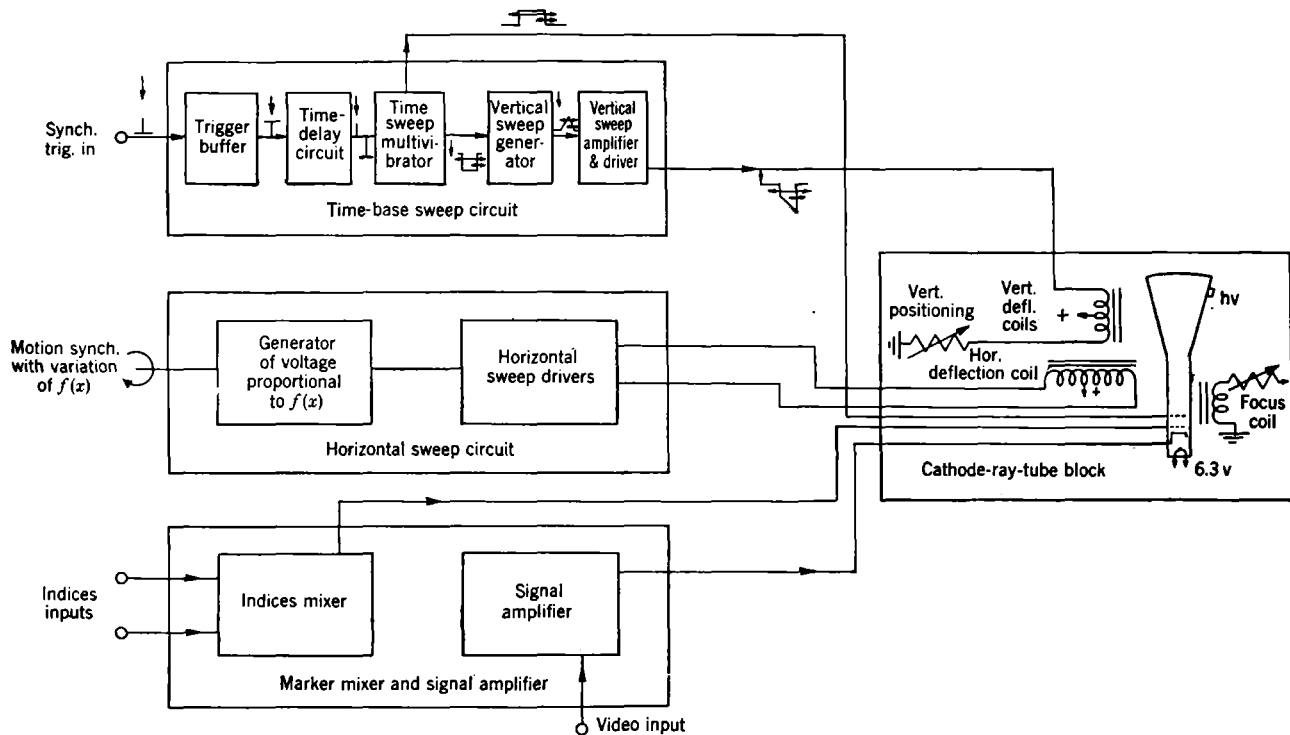 Synch.
trig. in
Trigger
buffer
Time-
delay
circuit
Time
sweep
multivi-
brator
Vertical
sweep
gener-
ator
Vertical
sweep
amplifier
& driver
Time-base sweep circuit
Motion synch.
with variation
of f(x)
Generator
of voltage
proportional
to f(x)
Horizontal
sweep drivers
Horizontal sweep circuit
Indices
inputs
Indices mixer
Signal
amplifier
Marker mixer and signal amplifier
Video input
Vert.
positioning
Vert.
defl.
coils
+
Hor.
deflection coil
+
hv
Focus
coil
6.3 v
Cathode-ray-tube block